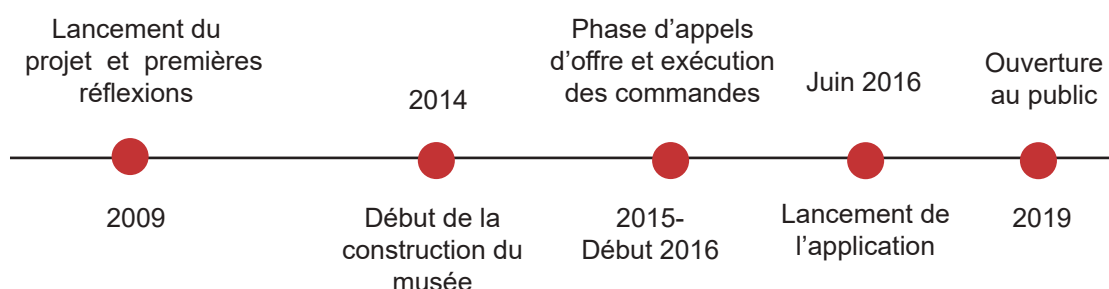 Lancement du
projet et premières
réflexions
2009
2014
Début de la
construction du
musée
Phase d’appels
d’offre et exécution
des commandes
2015-
Début 2016
Juin 2016
Lancement de
l’application
Ouverture
au public
2019